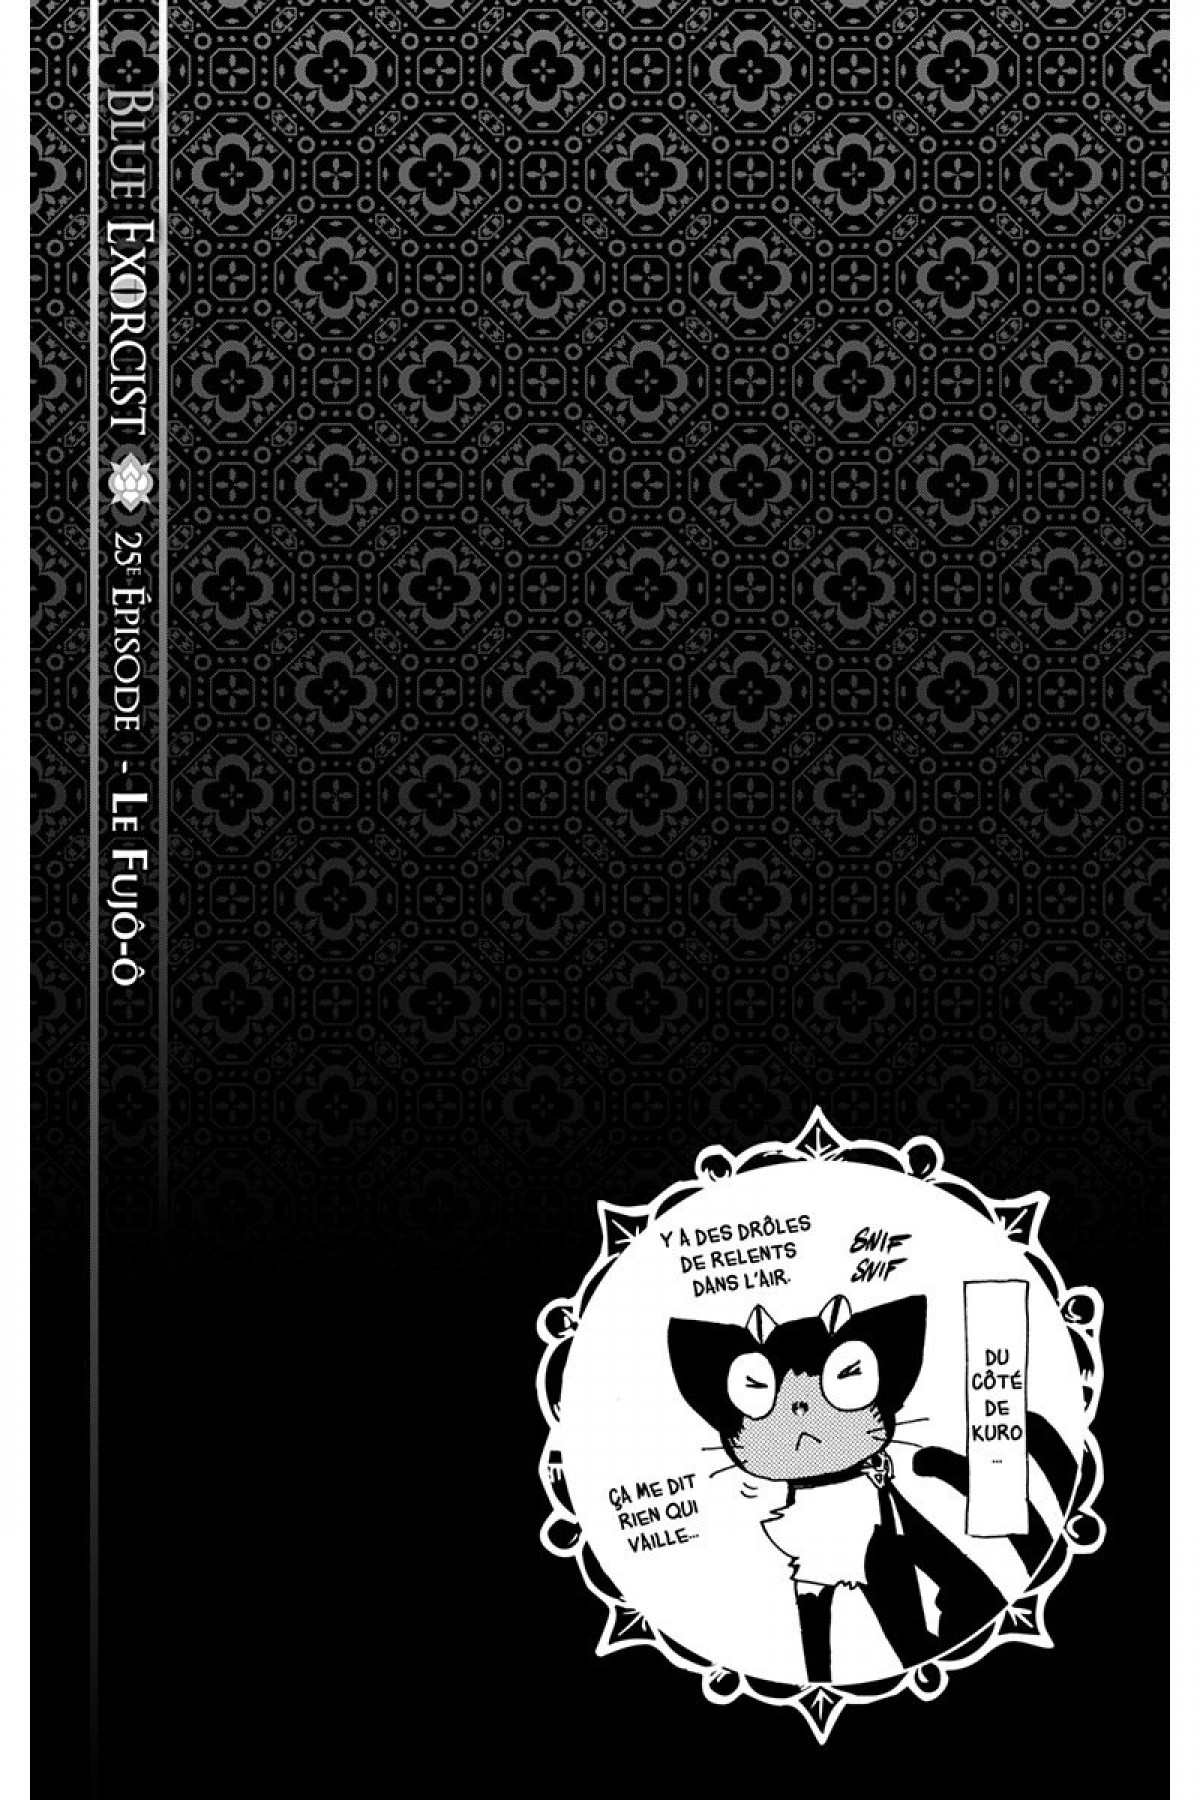 BLUE EXORCIST 25E ÉPISODE - LE FUJÔ-Ô
DU
CÔTÉ
DE
KURO
...
SNIF
SNIF
Y A DES DRÔLES
DE RELENTS
DANS L'AIR.
ÇA ME DIT
RIEN QUI
VAILLE...